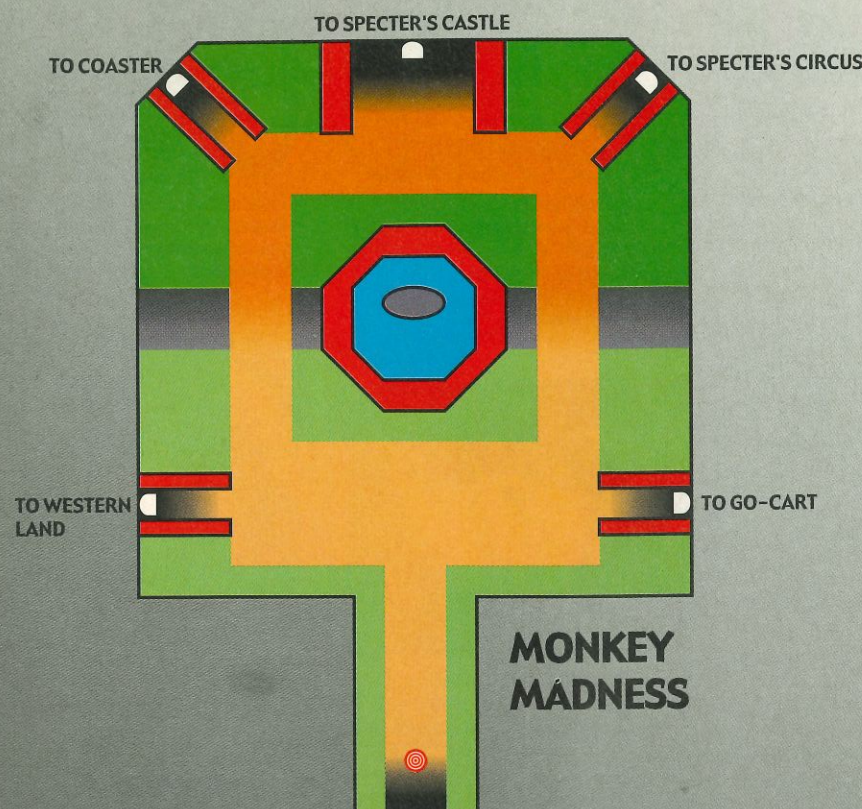 TO SPECTER'S CASTLE
TO COASTER
TO SPECTER'S CIRCUS
TO WESTERN
LAND
TO GO-CART
MONKEY
MADNESS